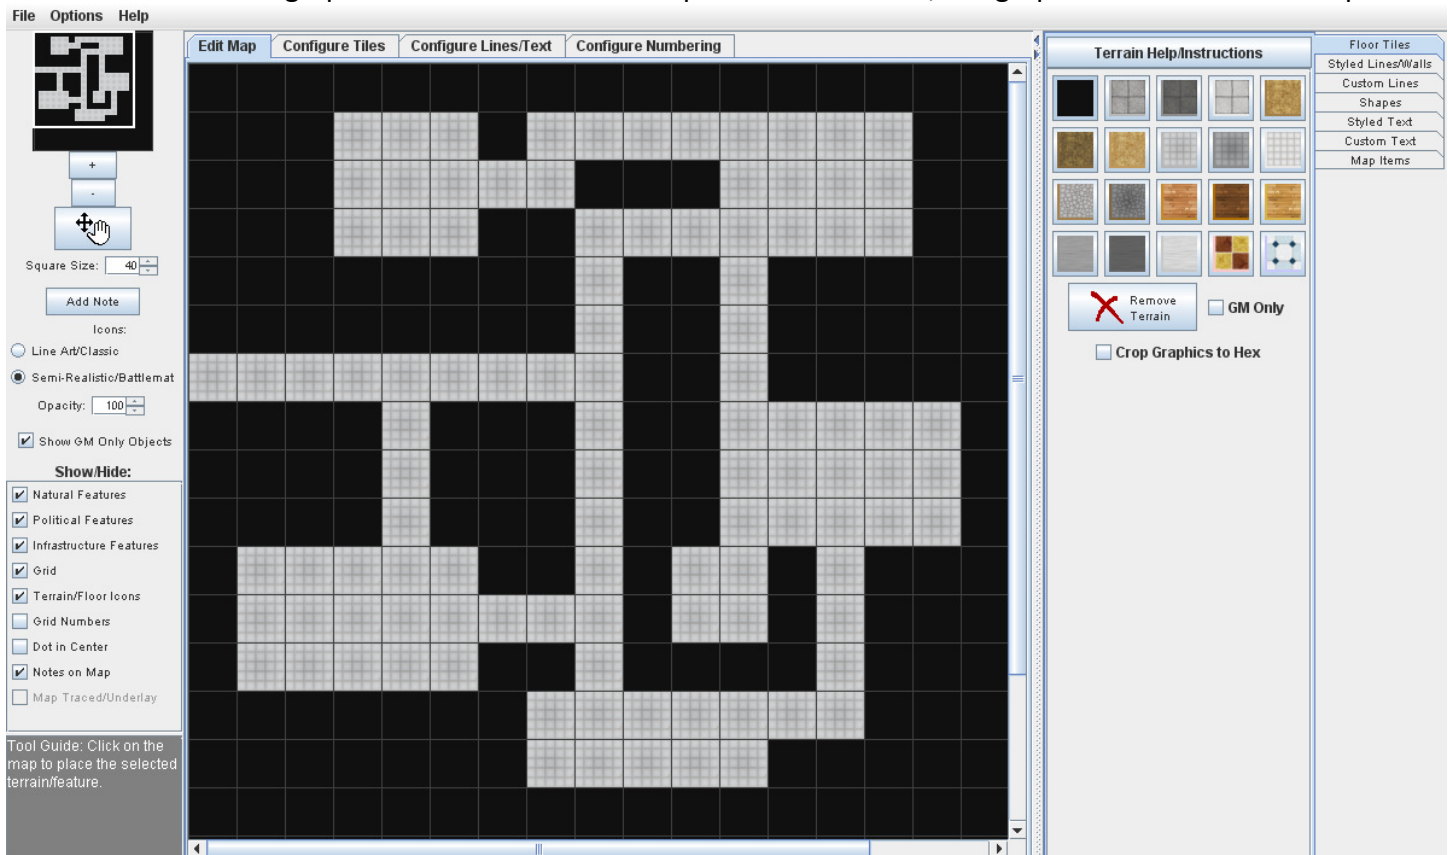 File Options Help
Edit Map Configure Tiles Configure Lines/Text Configure Numbering
Terrain Help/Instructions
Floor Tiles
Styled Lines/Walls
Custom Lines
Shapes
Styled Text
Custom Text
Map Items
+
-
Square Size: 40
Add Note
Icons:
Line Art/Classic
Semi-Realistic/Battlemat
Opacity: 100
Show GM Only Objects
Show/Hide:
Natural Features
Political Features
Infrastructure Features
Grid
Terrain/Floor Icons
Grid Numbers
Dot in Center
Notes on Map
Map Traced/Underlay
Tool Guide: Click on the
map to place the selected
terrain/feature.
Remove
Terrain
GM Only
Crop Graphics to Hex